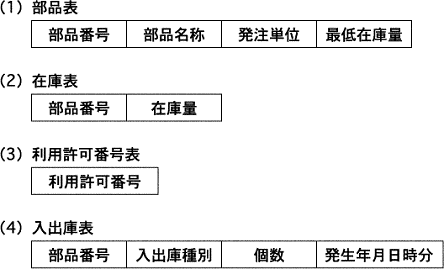 (1) 部品表
部品番号 部品名称 発注単位 最低在庫量
(2) 在庫表
部品番号 在庫量
(3) 利用許可番号表
利用許可番号
(4) 入出庫表
部品番号 入出庫種別 個数 発生年月日時分